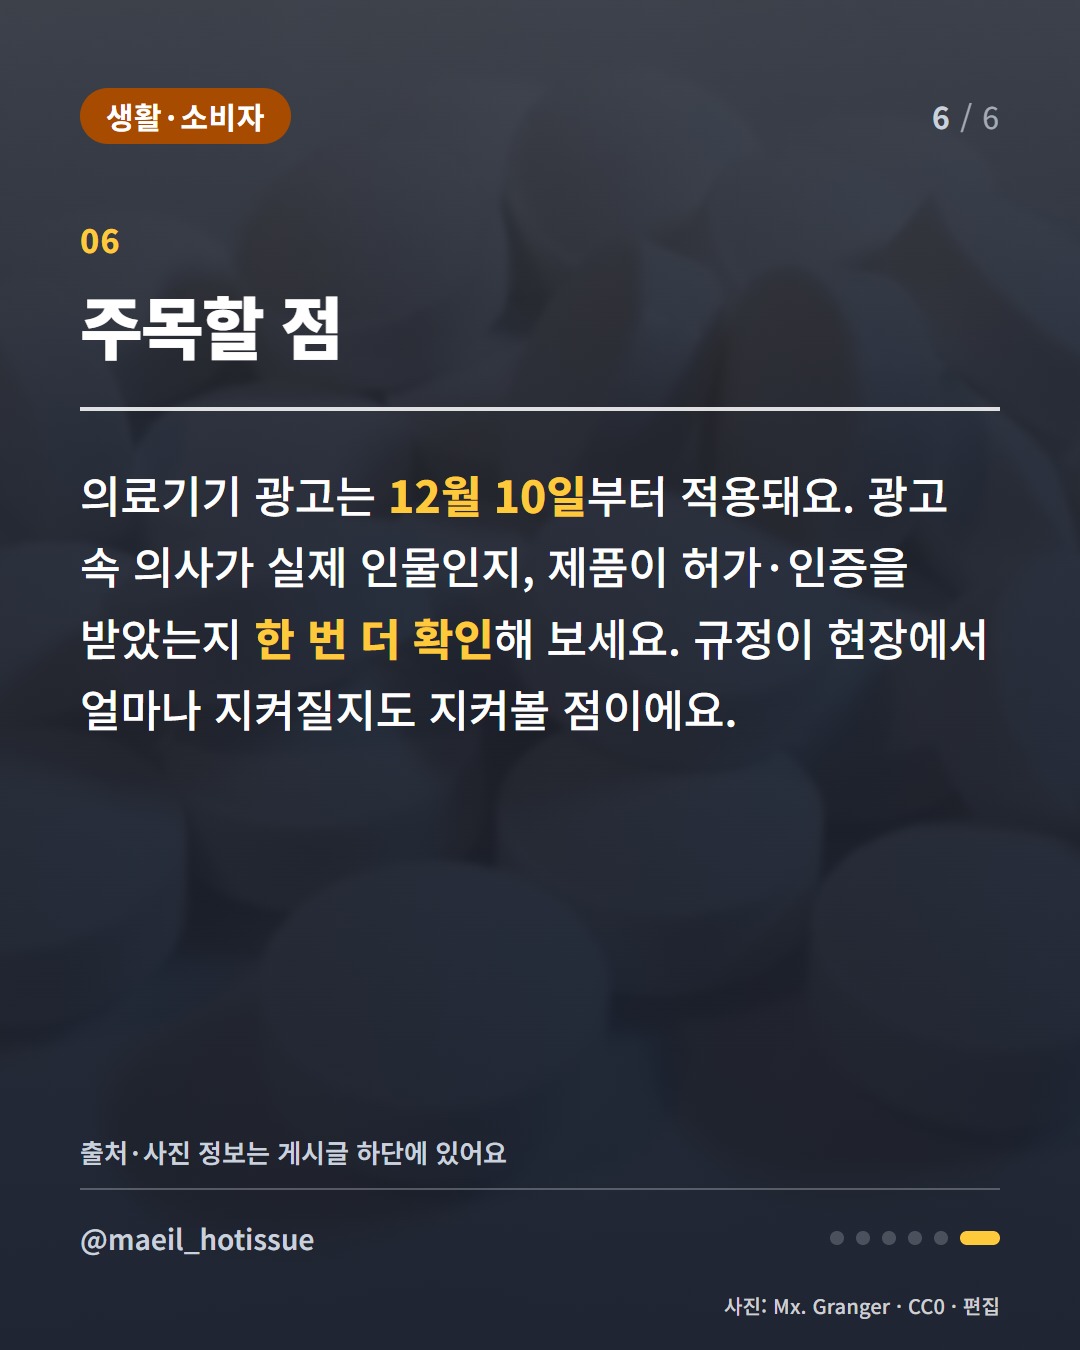 생활·소비자
6 / 6
06
주목할 점
의료기기 광고는 12월 10일부터 적용돼요. 광고
속 의사가 실제 인물인지, 제품이 허가·인증을
받았는지 한 번 더 확인해 보세요. 규정이 현장에서
얼마나 지켜질지도 지켜볼 점이에요.
출처·사진 정보는 게시글 하단에 있어요
@maeil_hotissue
사진: Mx. Granger · CC0 · 편집